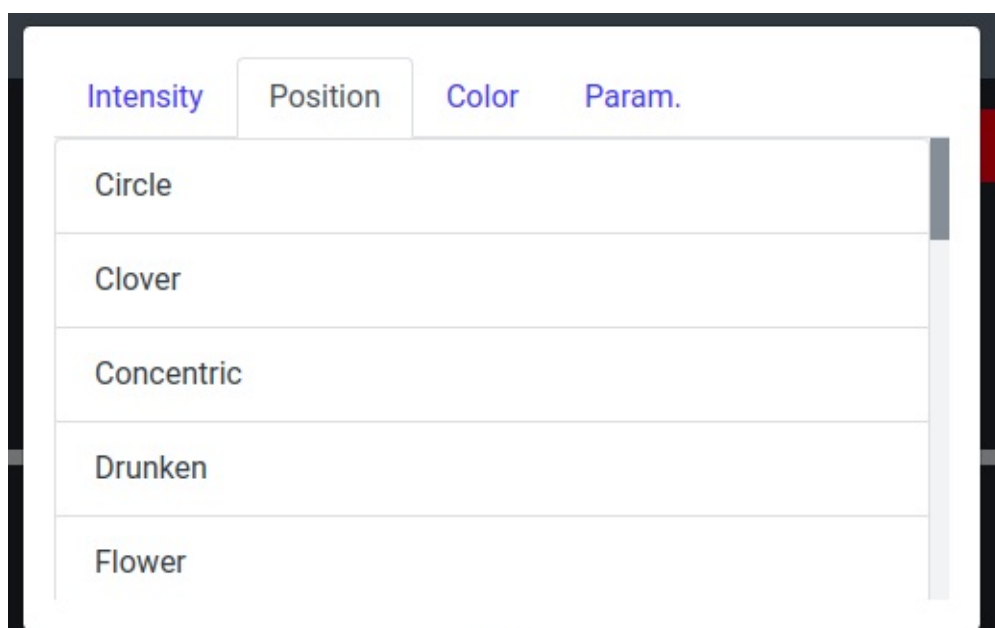 Intensity Position Color Param.
Circle
Clover
Concentric
Drunken
Flower